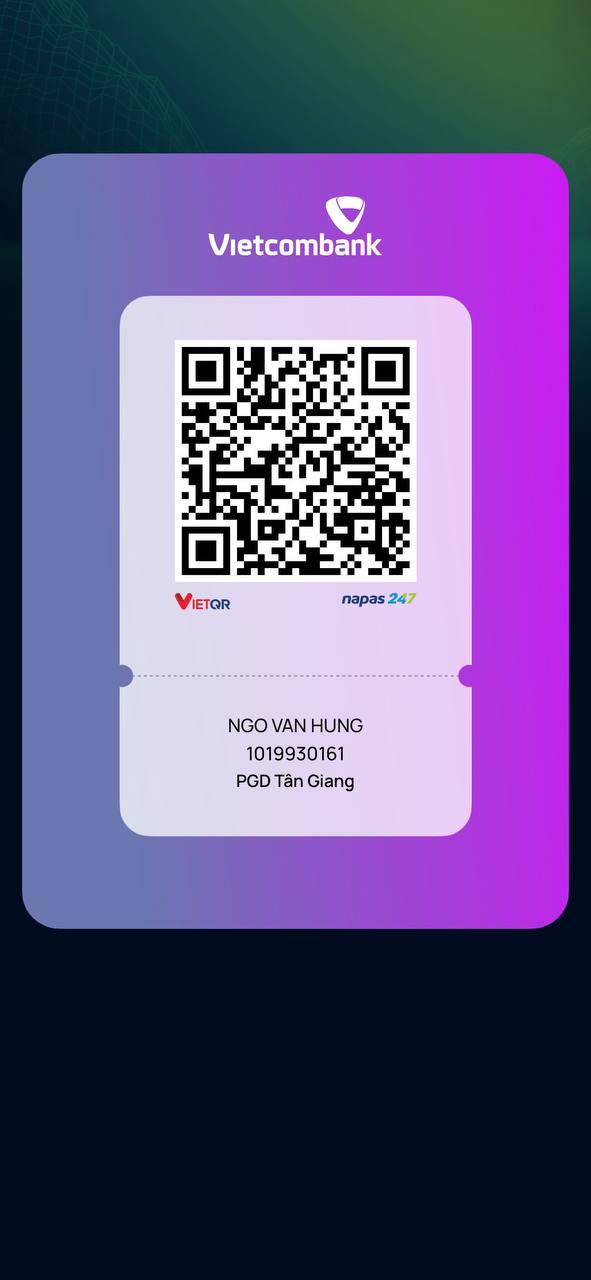 Vietcombank
VIETQR
napas 247
NGO VAN HUNG
1019930161
PGD Tân Giang